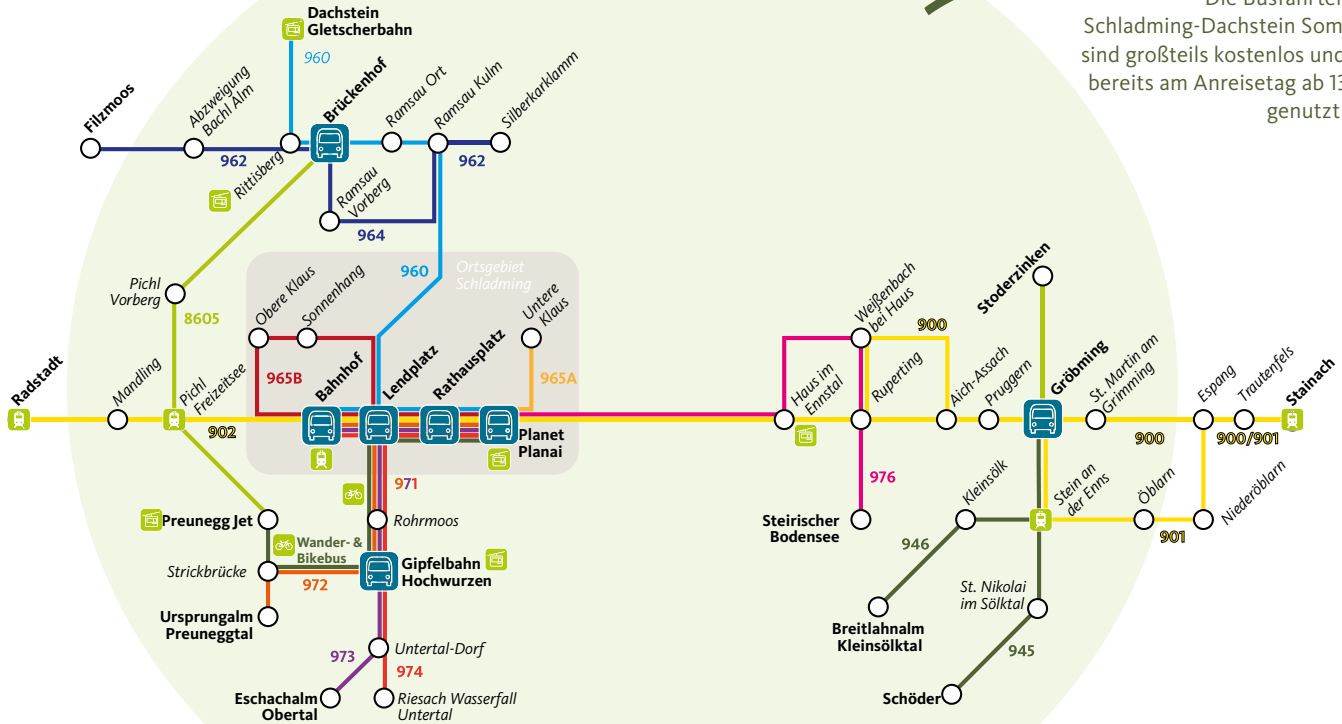 Die Busfahrten
Schladming-Dachstein Som
sind großteils kostenlos und
bereits am Anreisetag ab 13
genutzt
Dachstein
Gletscherbahn
960
Filzmoos
Abzweigung
Bachl Alm
Brückenhof
Ramsau Ort
Ramsau Kulm
Silberkarklamm
962
Rittisberg
962
Ramsau
Vorberg
964
960
Ortsgebiet
Schladming
Pichl
Vorberg
8605
Obere Klaus
Sonnenhang
Untere
Klaus
965B
965A
Radstadt
Mandling
Pichl
Freizeitsee
902
Bahnhof
Lendplatz
Rathausplatz
Planet
Planai
Weißenbach
bei Haus
900
Haus im
Ennstal
Ruperting
Aich-Assach
Pruggern
Stoderzinken
Gröbming
St. Martin am
Grimming
900
Espang
Trautenfels
900/901
Stainach
971
976
Rohrmoos
Steirischer
Bodensee
Kleinsölk
Stein an
der Enns
Öblarn
901
Niederöblarn
Preunegg Jet
Wander- &
Bikebus
Strickbrücke
972
Gipfelbahn
Hochwurzen
Ursprungalm
Preuneggtal
946
Breitlahnalm
Kleinsölktal
St. Nikolai
im Sölktal
945
Schöder
Untertal-Dorf
973
974
Eschachalm
Obertal
Riesach Wasserfall
Untertal